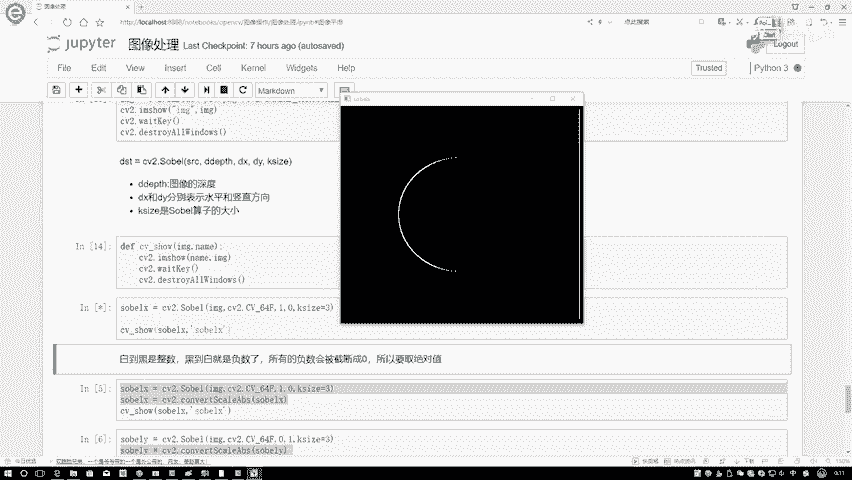 图像处理
http://localhost:8888/notebooks/opencv/图像操作/图像处理.ipynb#图像平滑
点此搜索
jupyter 图像处理 Last Checkpoint: 7 hours ago (autosaved)
Logout
File Edit View Insert Cell Kernel Widgets Help
Trusted
Python 3
Markdown
sobelx
cv2.imshow("img",img)
cv2.waitKey()
cv2.destroyAllWindows()
dst = cv2.Sobel(src, ddepth, dx, dy, ksize)
ddepth:图像的深度
dx和dy分别表示水平和竖直方向
ksize是Sobel算子的大小
In [14]:
def cv_show(img,name):
cv2.imshow(name,img)
cv2.waitKey()
cv2.destroyAllWindows()
In [*]:
sobelx = cv2.Sobel(img,cv2.CV_64F,1,0,ksize=3)
cv_show(sobelx,'sobelx')
白到黑是整数，黑到白就是负数了，所有的负数会被截断成0，所以要取绝对值
In [5]:
sobelx = cv2.Sobel(img,cv2.CV_64F,1,0,ksize=3)
sobelx = cv2.convertScaleAbs(sobelx)
cv_show(sobelx,'sobelx')
In [6]:
sobely = cv2.Sobel(img,cv2.CV_64F,0,1,ksize=3)
sobely = cv2.convertScaleAbs(sobely)